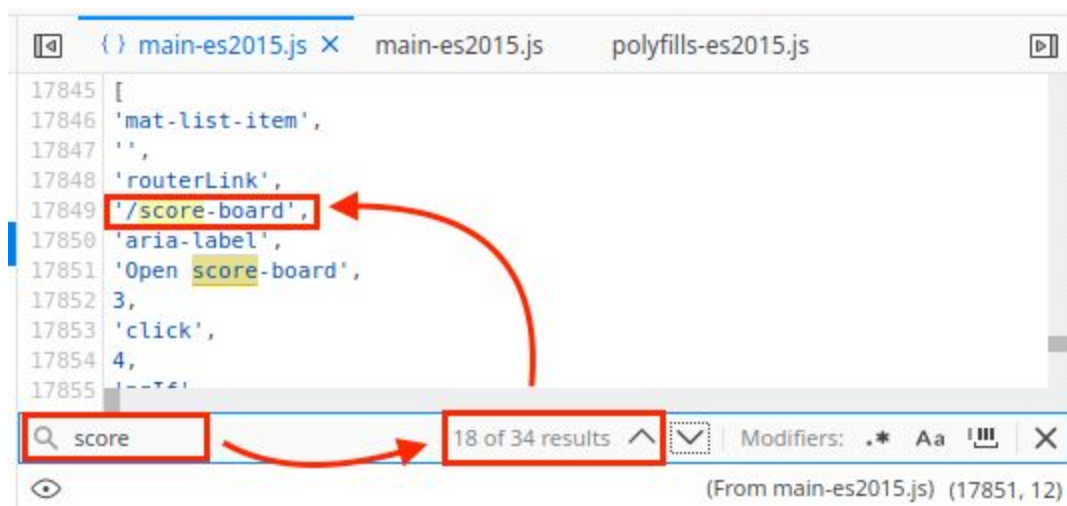 { } main-es2015.js × main-es2015.js polyfills-es2015.js
17845 [
17846 'mat-list-item',
17847 '',
17848 'routerLink',
17849 '/score-board',
17850 'aria-label',
17851 'Open score-board',
17852 3,
17853 'click',
17854 4,
17855
score 18 of 34 results Modifiers: .* Aa
(From main-es2015.js) (17851, 12)